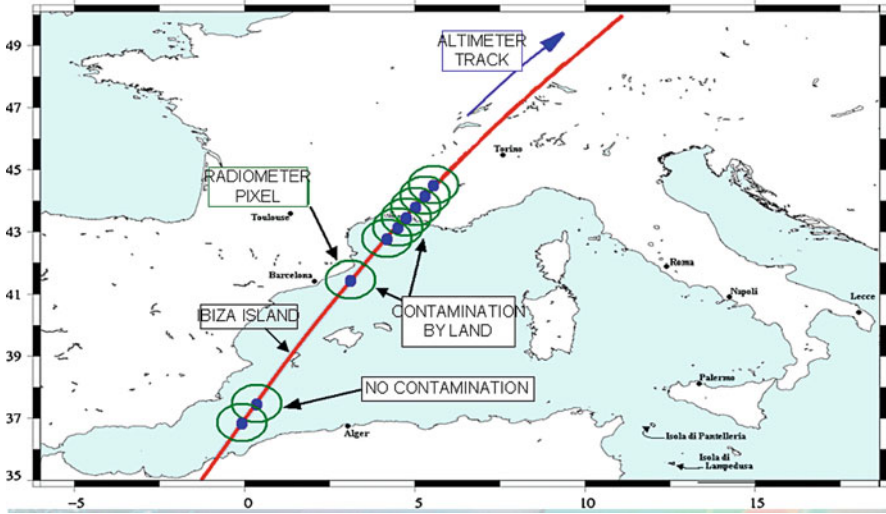 49
47
45
43
41
39
37
35
ALTIMETER
TRACK
Torino
RADIOMETER
PIXEL
Toulouse
Barcelona
Roma
Napoli
Lecce
CONTAMINATION
BY LAND
IBIZA ISLAND
NO CONTAMINATION
Palermo
Alger
Isola di Pantelleria
Isola di
Lampedusa
−5
0
5
10
15